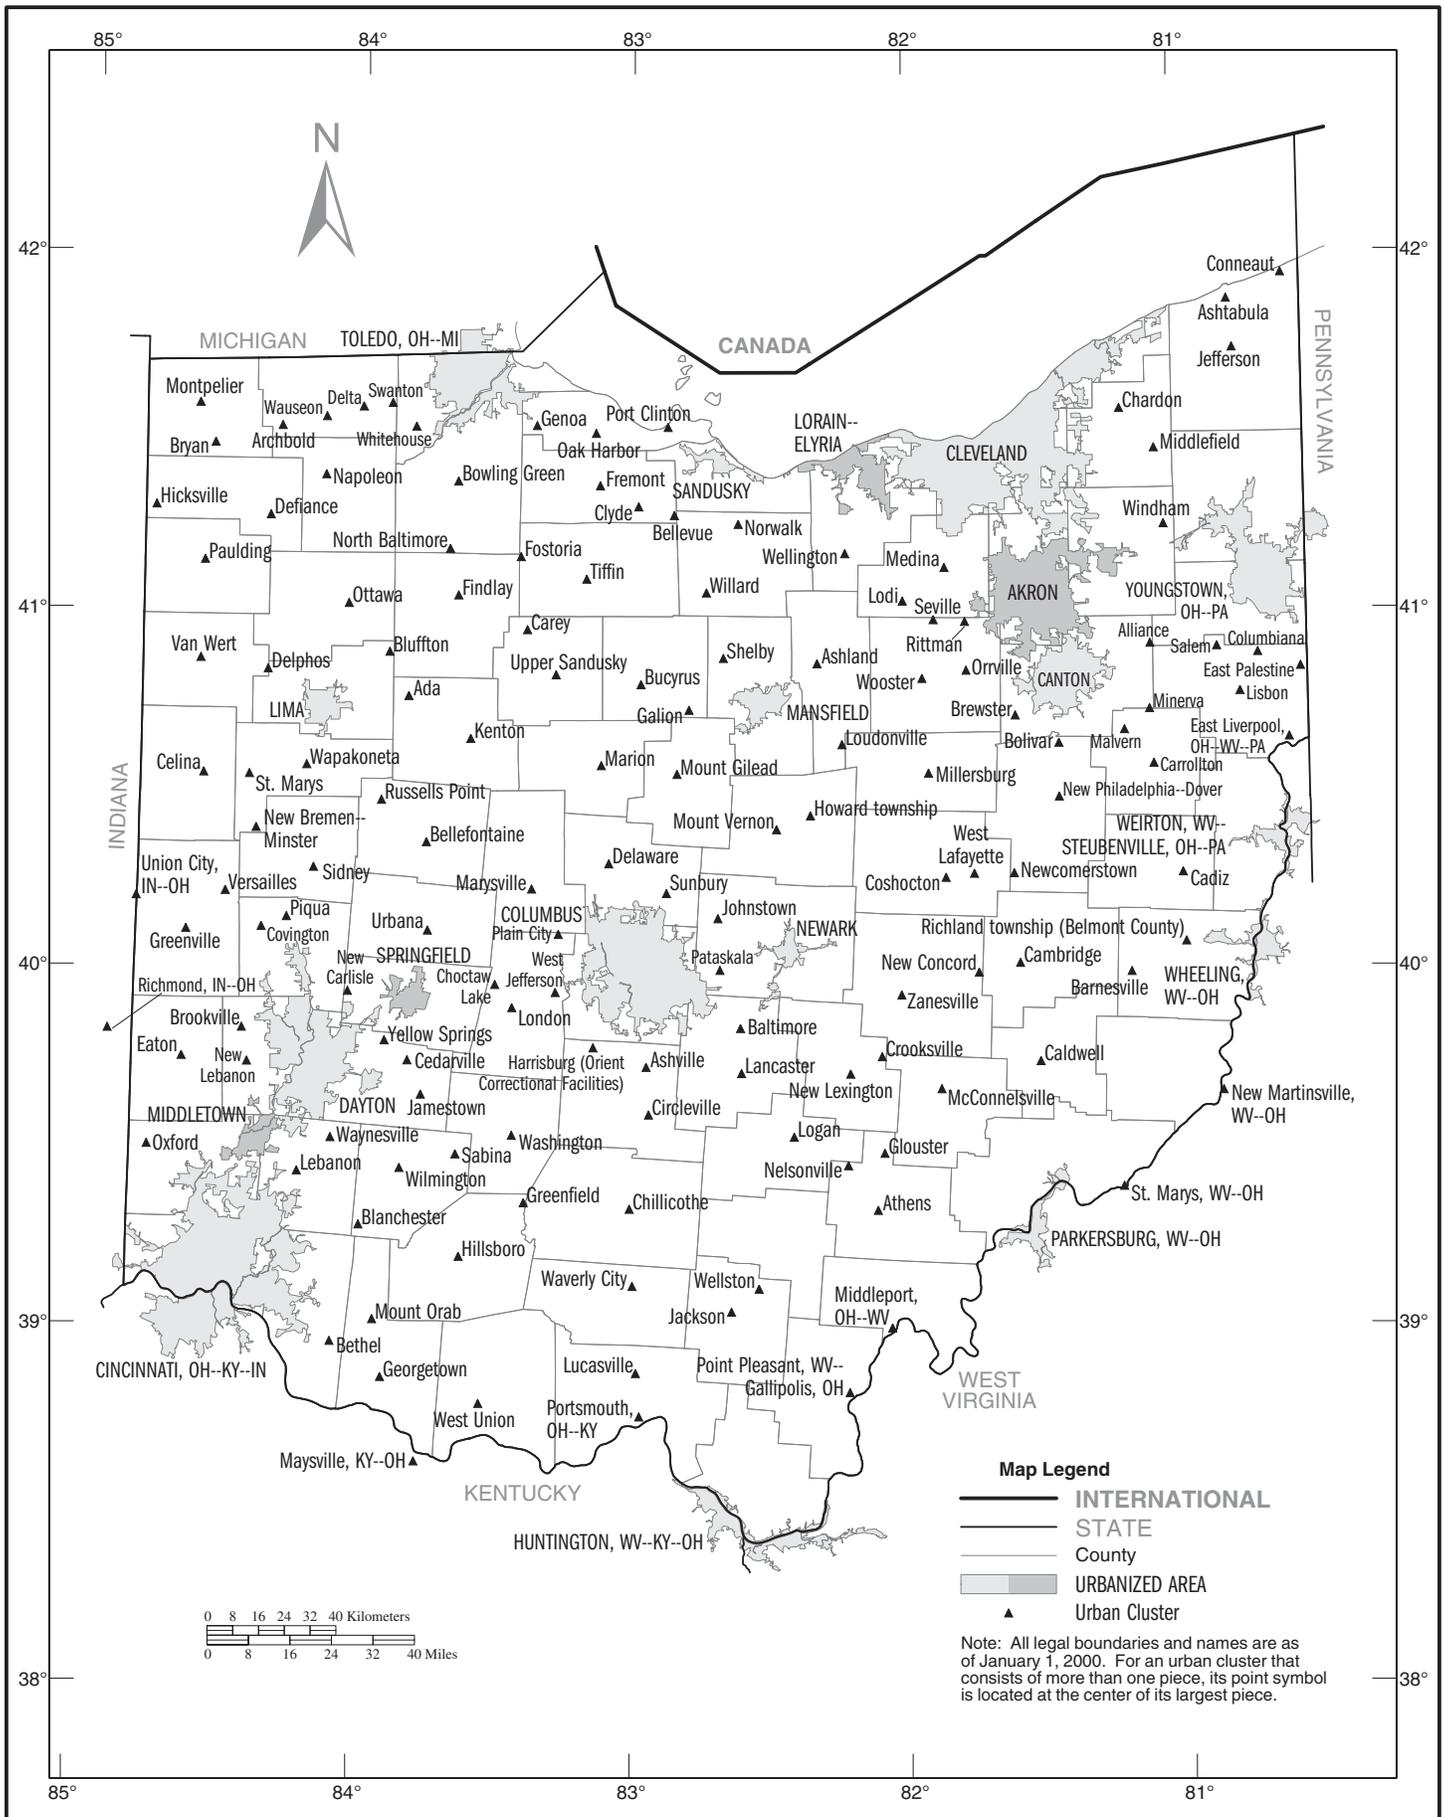 85° 84° 83° 82° 81°
N
42° 42°
Conneaut
Ashtabula
Jefferson
PENNSYLVANIA
MICHIGAN
TOLEDO, OH--MI
CANADA
Montpelier
Wauseon
Delta
Swanton
Archbold
Whitehouse
Bryan
Genoa
Port Clinton
Oak Harbor
LORAIN--
ELYRIA
CLEVELAND
Chardon
Middlefield
Napoleon
Bowling Green
Fremont
SANDUSKY
Hicksville
Defiance
Clyde
Bellevue
Norwalk
Windham
North Baltimore
Fostoria
Wellington
Medina
Paulding
Tiffin
Willard
Ottawa
Findlay
Lodi
Seville
AKRON
YOUNGSTOWN,
OH--PA
41° 41°
Carey
Rittman
Alliance
Salem
Columbiana
Van Wert
Bluffton
Delphos
Upper Sandusky
Shelby
Ashland
Orrville
East Palestine
Lisbon
Bucyrus
Wooster
CANTON
Ada
LIMA
Galion
MANSFIELD
Brewster
Minerva
Kenton
Loudonville
Bolivar
Malvern
East Liverpool,
OH--WV--PA
Celina
Wapakoneta
St. Marys
Marion
Mount Gilead
Millersburg
Carrollton
INDIANA
Russells Point
New Philadelphia--Dover
New Bremen--
Minster
Bellefontaine
Mount Vernon
Howard township
WEIRTON, WV--
STEUBENVILLE, OH--PA
West
Lafayette
Union City,
IN--OH
Versailles
Sidney
Delaware
Marysville
Sunbury
Coshocton
Newcomerstown
Cadiz
Piqua
Covington
Greenville
Urbana
COLUMBUS
Plain City
Johnstown
NEWARK
Richland township (Belmont County)
SPRINGFIELD
New
Carlisle
Choctaw
Lake
West
Jefferson
Pataskala
New Concord
Cambridge
Barnesville
WHEELING,
WV--OH
40° 40°
Richmond, IN--OH
London
Zanesville
Brookville
Yellow Springs
Baltimore
Eaton
New
Lebanon
Cedarville
Harrisburg (Orient
Correctional Facilities)
Ashville
Lancaster
Crooksville
Caldwell
New Lexington
McConnelsville
New Martinsville,
WV--OH
MIDDLETOWN
DAYTON
Jamestown
Circleville
Oxford
Waynesville
Washington
Logan
Glouster
Lebanon
Sabina
Wilmington
Nelsonville
Greenfield
Chillicothe
Athens
St. Marys, WV--OH
Blanchester
PARKERSBURG, WV--OH
Hillsboro
Waverly City
Wellston
Middleport,
OH--WV
39° 39°
Mount Orab
Jackson
Bethel
CINCINNATI, OH--KY--IN
Georgetown
Lucasville
Point Pleasant, WV--
Gallipolis, OH
WEST
VIRGINIA
West Union
Portsmouth,
OH--KY
Maysville, KY--OH
KENTUCKY
HUNTINGTON, WV--KY--OH
Map Legend
INTERNATIONAL
STATE
County
URBANIZED AREA
Urban Cluster
0 8 16 24 32 40 Kilometers
0 8 16 24 32 40 Miles
Note: All legal boundaries and names are as
of January 1, 2000. For an urban cluster that
consists of more than one piece, its point symbol
is located at the center of its largest piece.
38° 38°
85° 84° 83° 82° 81°